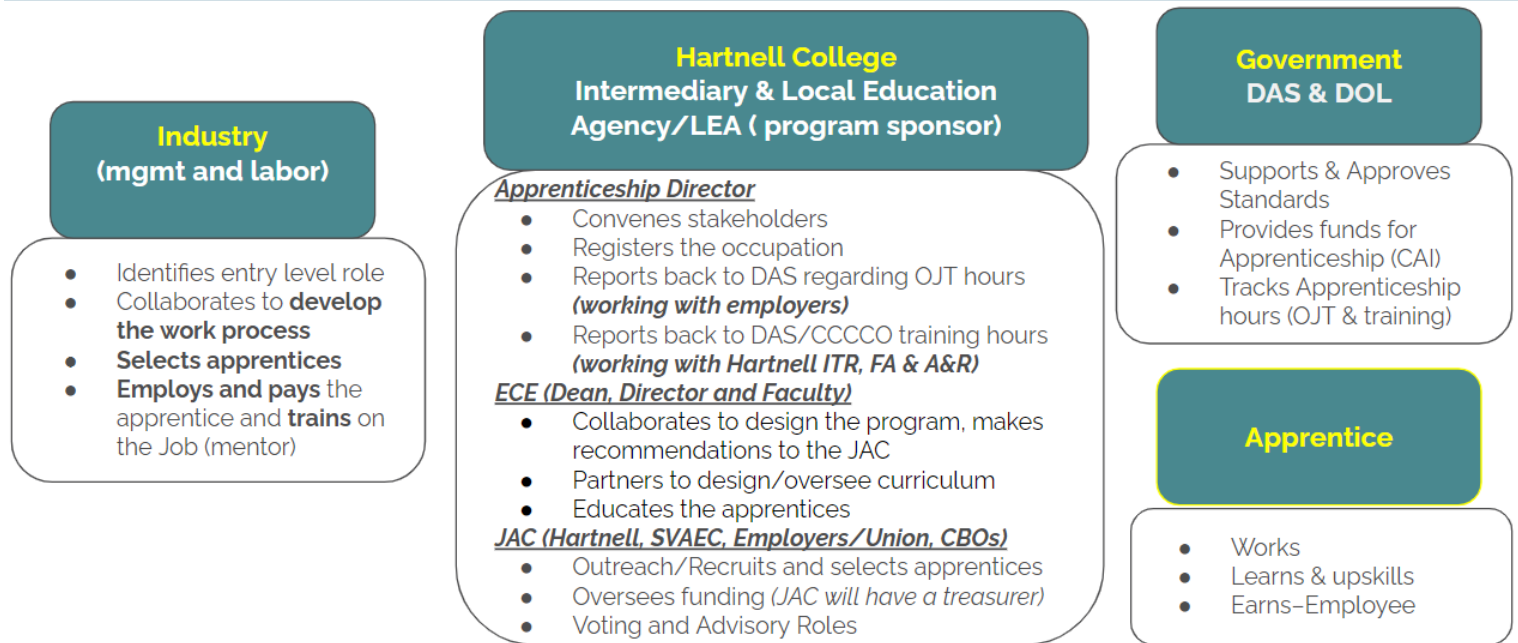 Industry
(mgmt and labor)
● Identifies entry level role
● Collaborates to develop
the work process
● Selects apprentices
● Employs and pays the
apprentice and trains on
the Job (mentor)
Hartnell College
Intermediary & Local Education
Agency/LEA ( program sponsor)
Apprenticeship Director
● Convenes stakeholders
● Registers the occupation
● Reports back to DAS regarding OJT hours
(working with employers)
● Reports back to DAS/CCCCO training hours
(working with Hartnell ITR, FA & A&R)
ECE (Dean, Director and Faculty)
● Collaborates to design the program, makes
recommendations to the JAC
● Partners to design/oversee curriculum
● Educates the apprentices
JAC (Hartnell, SVAEC, Employers/Union, CBOs)
● Outreach/Recruits and selects apprentices
● Oversees funding (JAC will have a treasurer)
● Voting and Advisory Roles
Government
DAS & DOL
● Supports & Approves
Standards
● Provides funds for
Apprenticeship (CAI)
● Tracks Apprenticeship
hours (OJT & training)
Apprentice
● Works
● Learns & upskills
● Earns–Employee